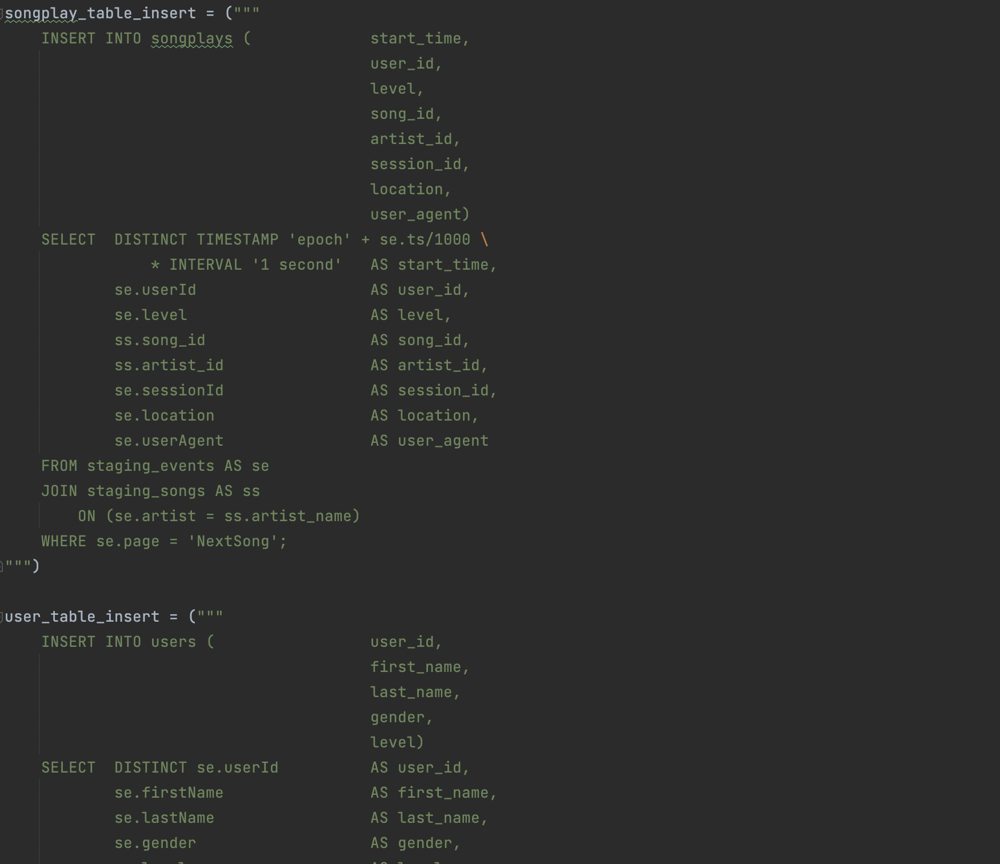 songplay_table_insert = ("""
    INSERT INTO songplays (             start_time,
                                        user_id,
                                        level,
                                        song_id,
                                        artist_id,
                                        session_id,
                                        location,
                                        user_agent)
    SELECT  DISTINCT TIMESTAMP 'epoch' + se.ts/1000 \
                * INTERVAL '1 second'   AS start_time,
            se.userId                   AS user_id,
            se.level                    AS level,
            ss.song_id                  AS song_id,
            ss.artist_id                AS artist_id,
            se.sessionId                AS session_id,
            se.location                 AS location,
            se.userAgent                AS user_agent
    FROM staging_events AS se
    JOIN staging_songs AS ss
        ON (se.artist = ss.artist_name)
    WHERE se.page = 'NextSong';
""")

user_table_insert = ("""
    INSERT INTO users (                 user_id,
                                        first_name,
                                        last_name,
                                        gender,
                                        level)
    SELECT  DISTINCT se.userId          AS user_id,
            se.firstName                AS first_name,
            se.lastName                 AS last_name,
            se.gender                   AS gender,